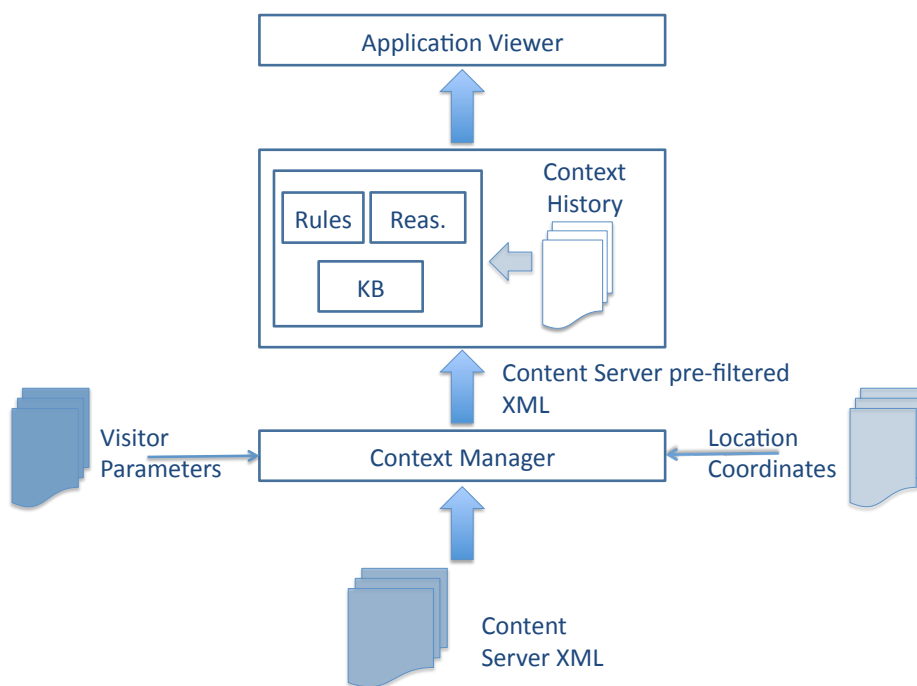 Application Viewer
Context
History
Rules
Reas.
KB
Content Server pre-filtered
XML
Visitor
Parameters
Context Manager
Location
Coordinates
Content
Server XML